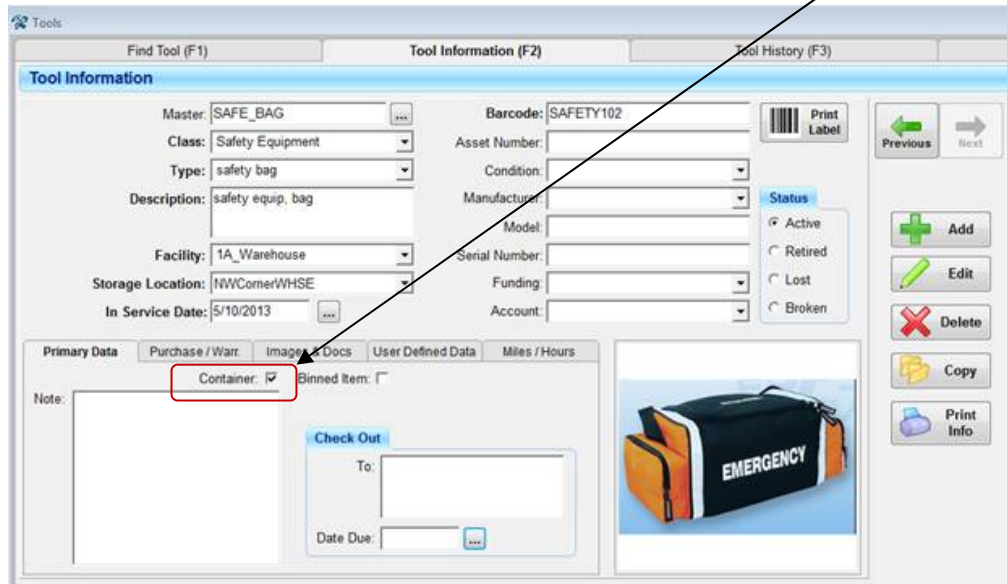 Tools
Find Tool (F1) Tool Information (F2) Tool History (F3)
Tool Information
Master: SAFE_BAG ... Barcode: SAFETY102 Print Label
Class: Safety Equipment Asset Number:
Type: safety bag Condition:
Description: safety equip, bag Manufacturer:
Model:
Facility: 1A_Warehouse Serial Number:
Storage Location: NWCornerWHSE Funding:
In Service Date: 5/10/2013 ... Account:
Status
Active
Retired
Lost
Broken
Previous Next
Add
Edit
Delete
Copy
Print
Info
Primary Data Purchase / Warr. Images & Docs User Defined Data Miles / Hours
Container: Binned Item:
Note:
Check Out
To:
Date Due: ...
EMERGENCY